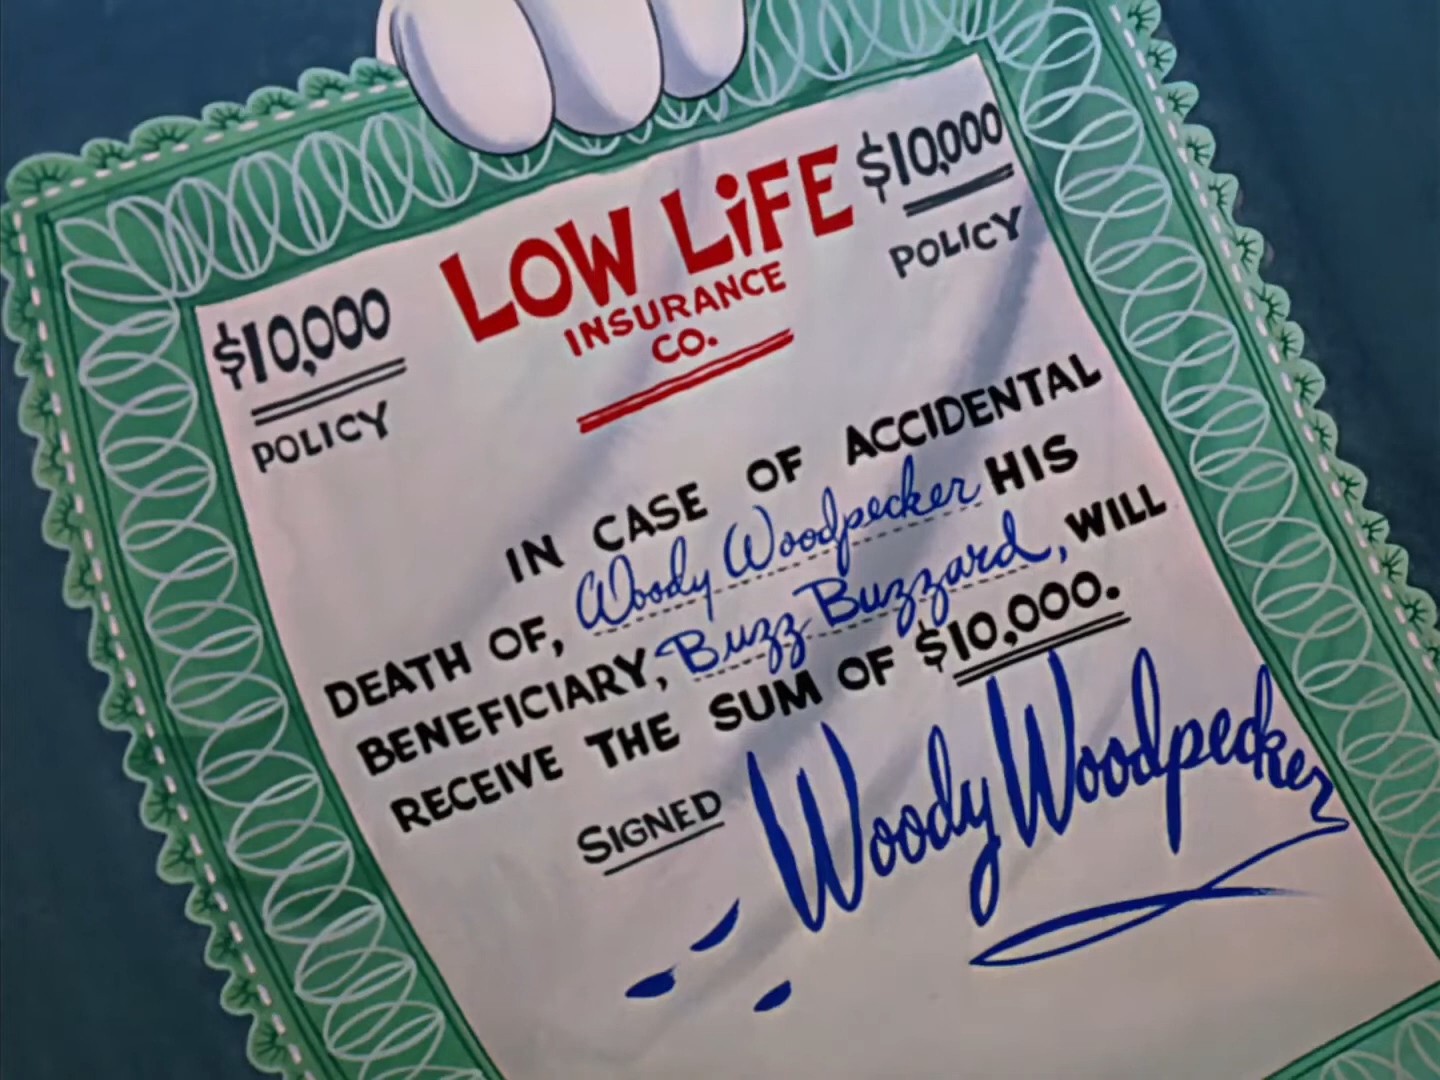 $10,000
POLICY
LOW LiFE
INSURANCE
CO.
$10,000
POLICY
IN CASE OF ACCIDENTAL
DEATH OF, Woody Woodpecker HIS
BENEFICIARY, Buzz Buzzard, WILL
RECEIVE THE SUM OF $10,000.
SIGNED Woody Woodpecker